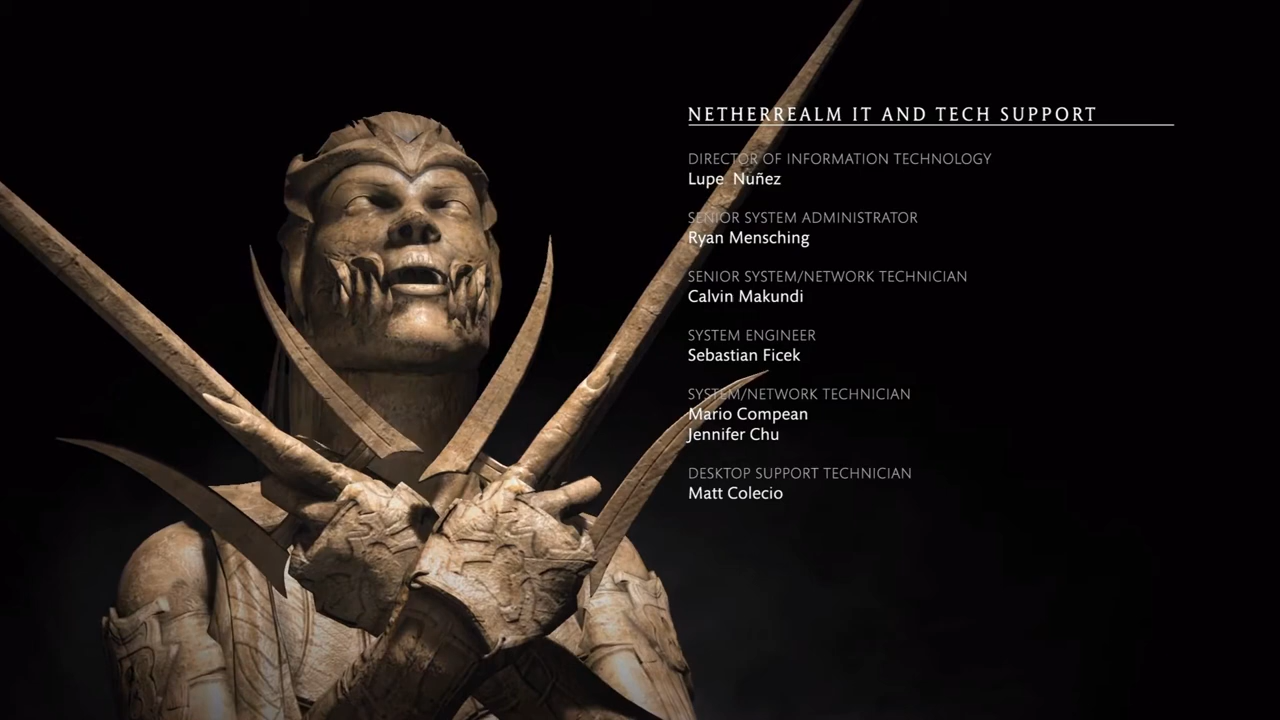 NETHERREALM IT AND TECH SUPPORT
DIRECTOR OF INFORMATION TECHNOLOGY
Lupe Nuñez
SENIOR SYSTEM ADMINISTRATOR
Ryan Mensching
SENIOR SYSTEM/NETWORK TECHNICIAN
Calvin Makundi
SYSTEM ENGINEER
Sebastian Ficek
SYSTEM/NETWORK TECHNICIAN
Mario Compean
Jennifer Chu
DESKTOP SUPPORT TECHNICIAN
Matt Colecio